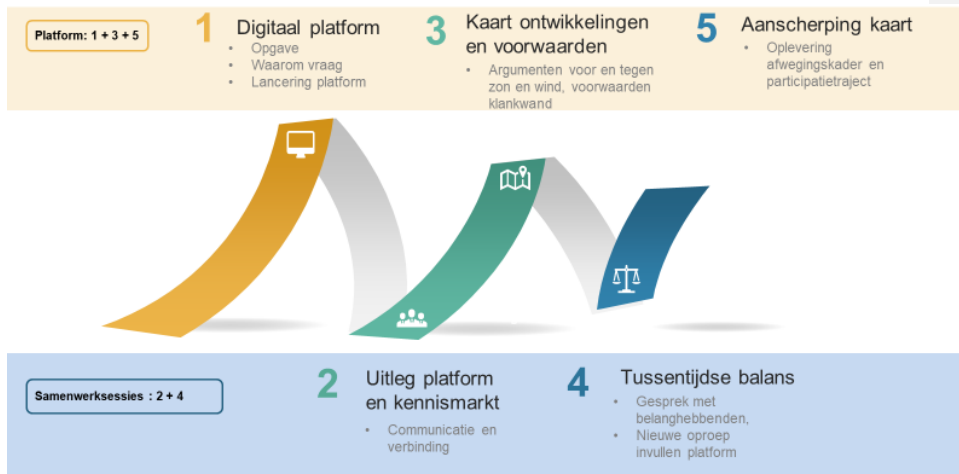 Platform: 1 + 3 + 5
1 Digitaal platform
• Opgave
• Waarom vraag
• Lancering platform
3 Kaart ontwikkelingen
en voorwaarden
• Argumenten voor en tegen
zon en wind, voorwaarden
klankwand
5 Aanscherping kaart
• Oplevering
afwegingskader en
participatietraject
Samenwerksessies : 2 + 4
2 Uitleg platform
en kennismarkt
• Communicatie en
verbinding
4 Tussentijdse balans
• Gesprek met
belanghebbenden,
• Nieuwe oproep
invullen platform